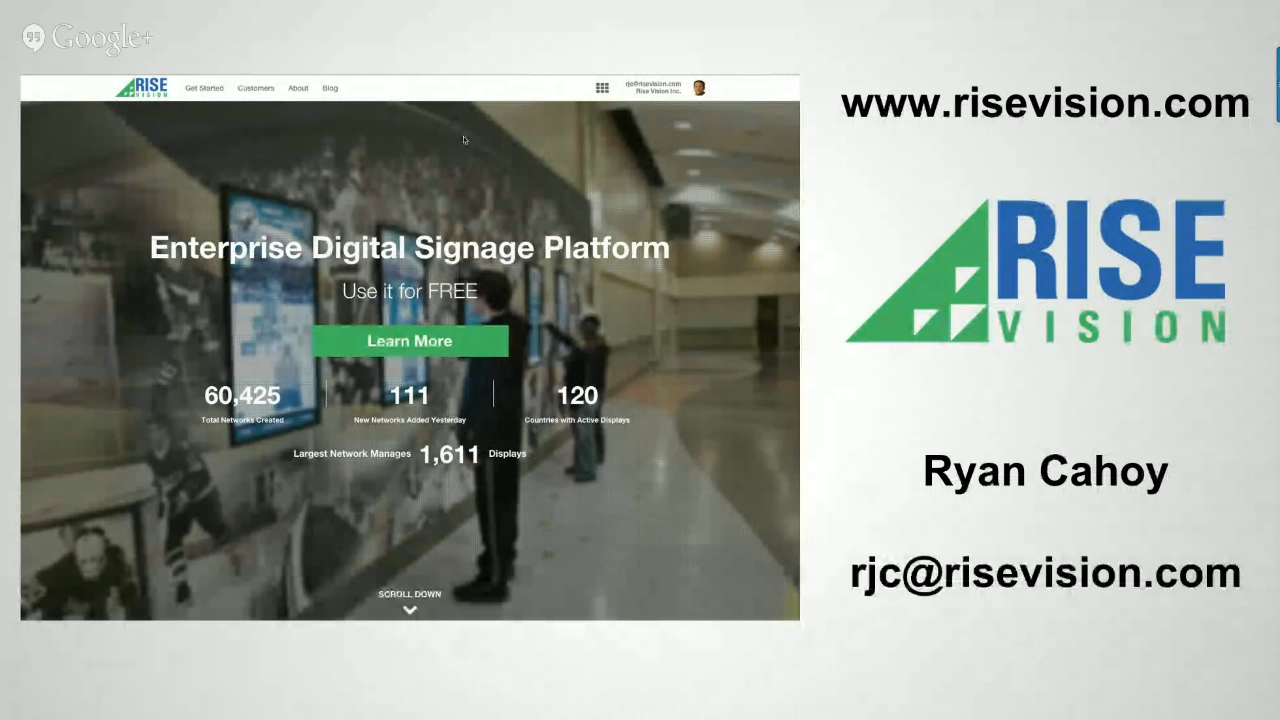 Google+
RISE
VISION
Get Started Customers About Blog
rjc@risevision.com
Rise Vision Inc.
Enterprise Digital Signage Platform
Use it for FREE
Learn More
60,425 111 120
Total Networks Created New Networks Added Yesterday Countries with Active Displays
Largest Network Manages 1,611 Displays
SCROLL DOWN
www.risevision.com
RISE
VISION
Ryan Cahoy
rjc@risevision.com